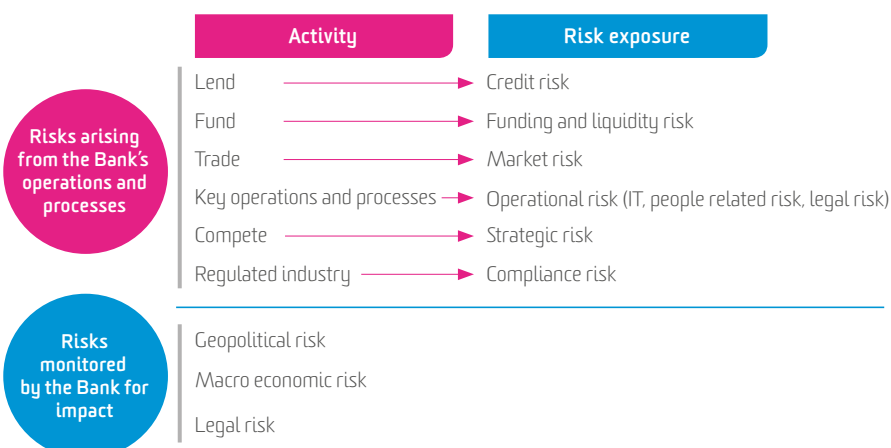 Activity Risk exposure
Risks arising
from the Bank's
operations and
processes
Lend Credit risk
Fund Funding and liquidity risk
Trade Market risk
Key operations and processes Operational risk (IT, people related risk, legal risk)
Compete Strategic risk
Regulated industry Compliance risk
Risks
monitored
by the Bank for
impact
Geopolitical risk
Macro economic risk
Legal risk